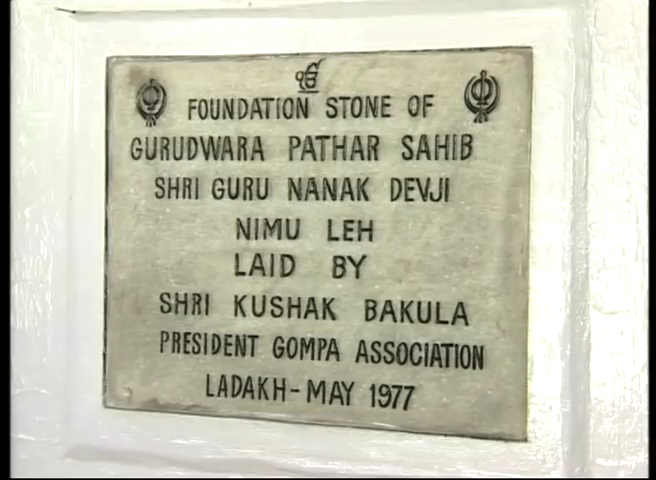 ੴ
FOUNDATION STONE OF
GURUDWARA PATHAR SAHIB
SHRI GURU NANAK DEVJI
NIMU LEH
LAID BY
SHRI KUSHAK BAKULA
PRESIDENT GOMPA ASSOCIATION
LADAKH-MAY 1977